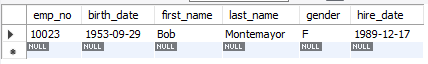 emp_no birth_date first_name last_name gender hire_date
10023 1953-09-29 Bob Montemayor F 1989-12-17
NULL NULL NULL NULL NULL NULL